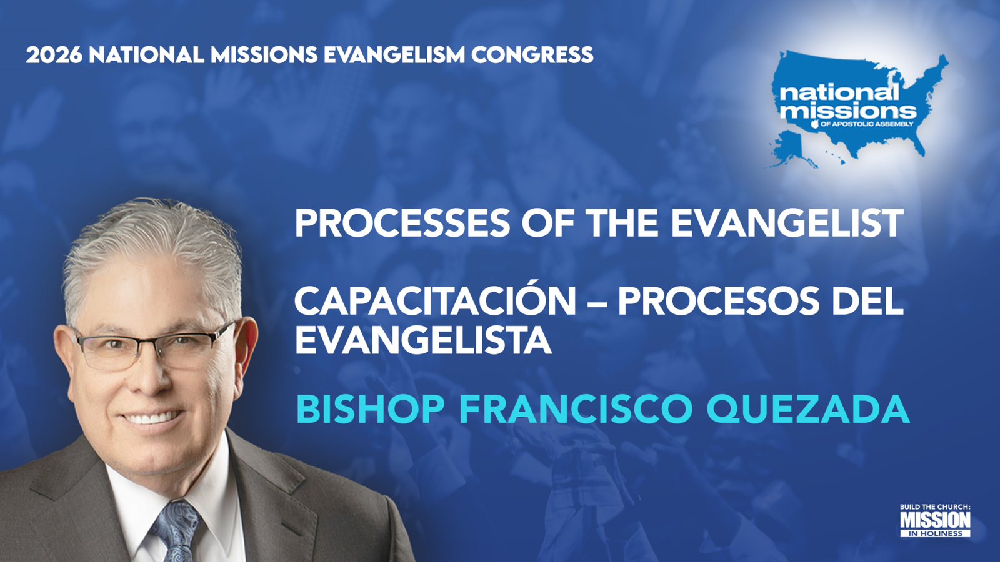 2026 NATIONAL MISSIONS EVANGELISM CONGRESS
national
missions
OF APOSTOLIC ASSEMBLY
PROCESSES OF THE EVANGELIST
CAPACITACIÓN – PROCESOS DEL
EVANGELISTA
BISHOP FRANCISCO QUEZADA
BUILD THE CHURCH:
MISSION
IN HOLINESS